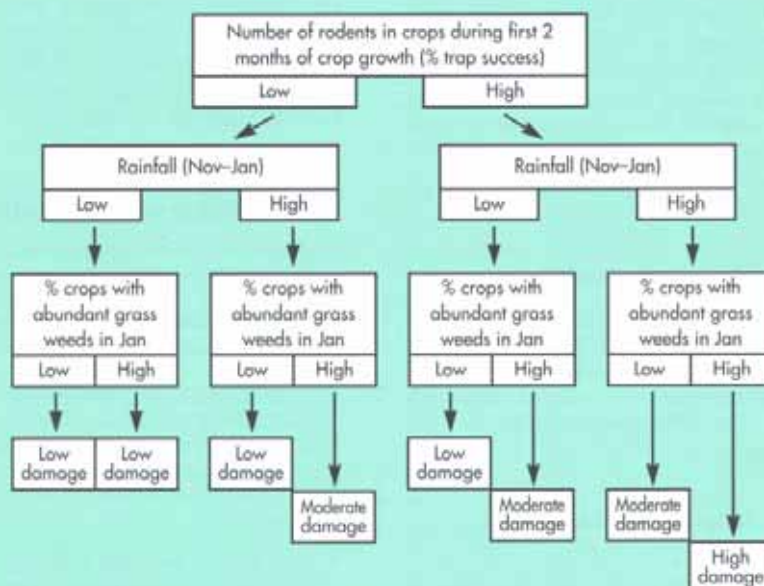 Number of rodents in crops during first 2
months of crop growth (% trap success)
Low
High
Rainfall (Nov–Jan)
Low
High
Rainfall (Nov–Jan)
Low
High
% crops with
abundant grass
weeds in Jan
Low
High
% crops with
abundant grass
weeds in Jan
Low
High
% crops with
abundant grass
weeds in Jan
Low
High
% crops with
abundant grass
weeds in Jan
Low
High
Low
damage
Low
damage
Low
damage
Moderate
damage
Low
damage
Moderate
damage
Moderate
damage
High
damage